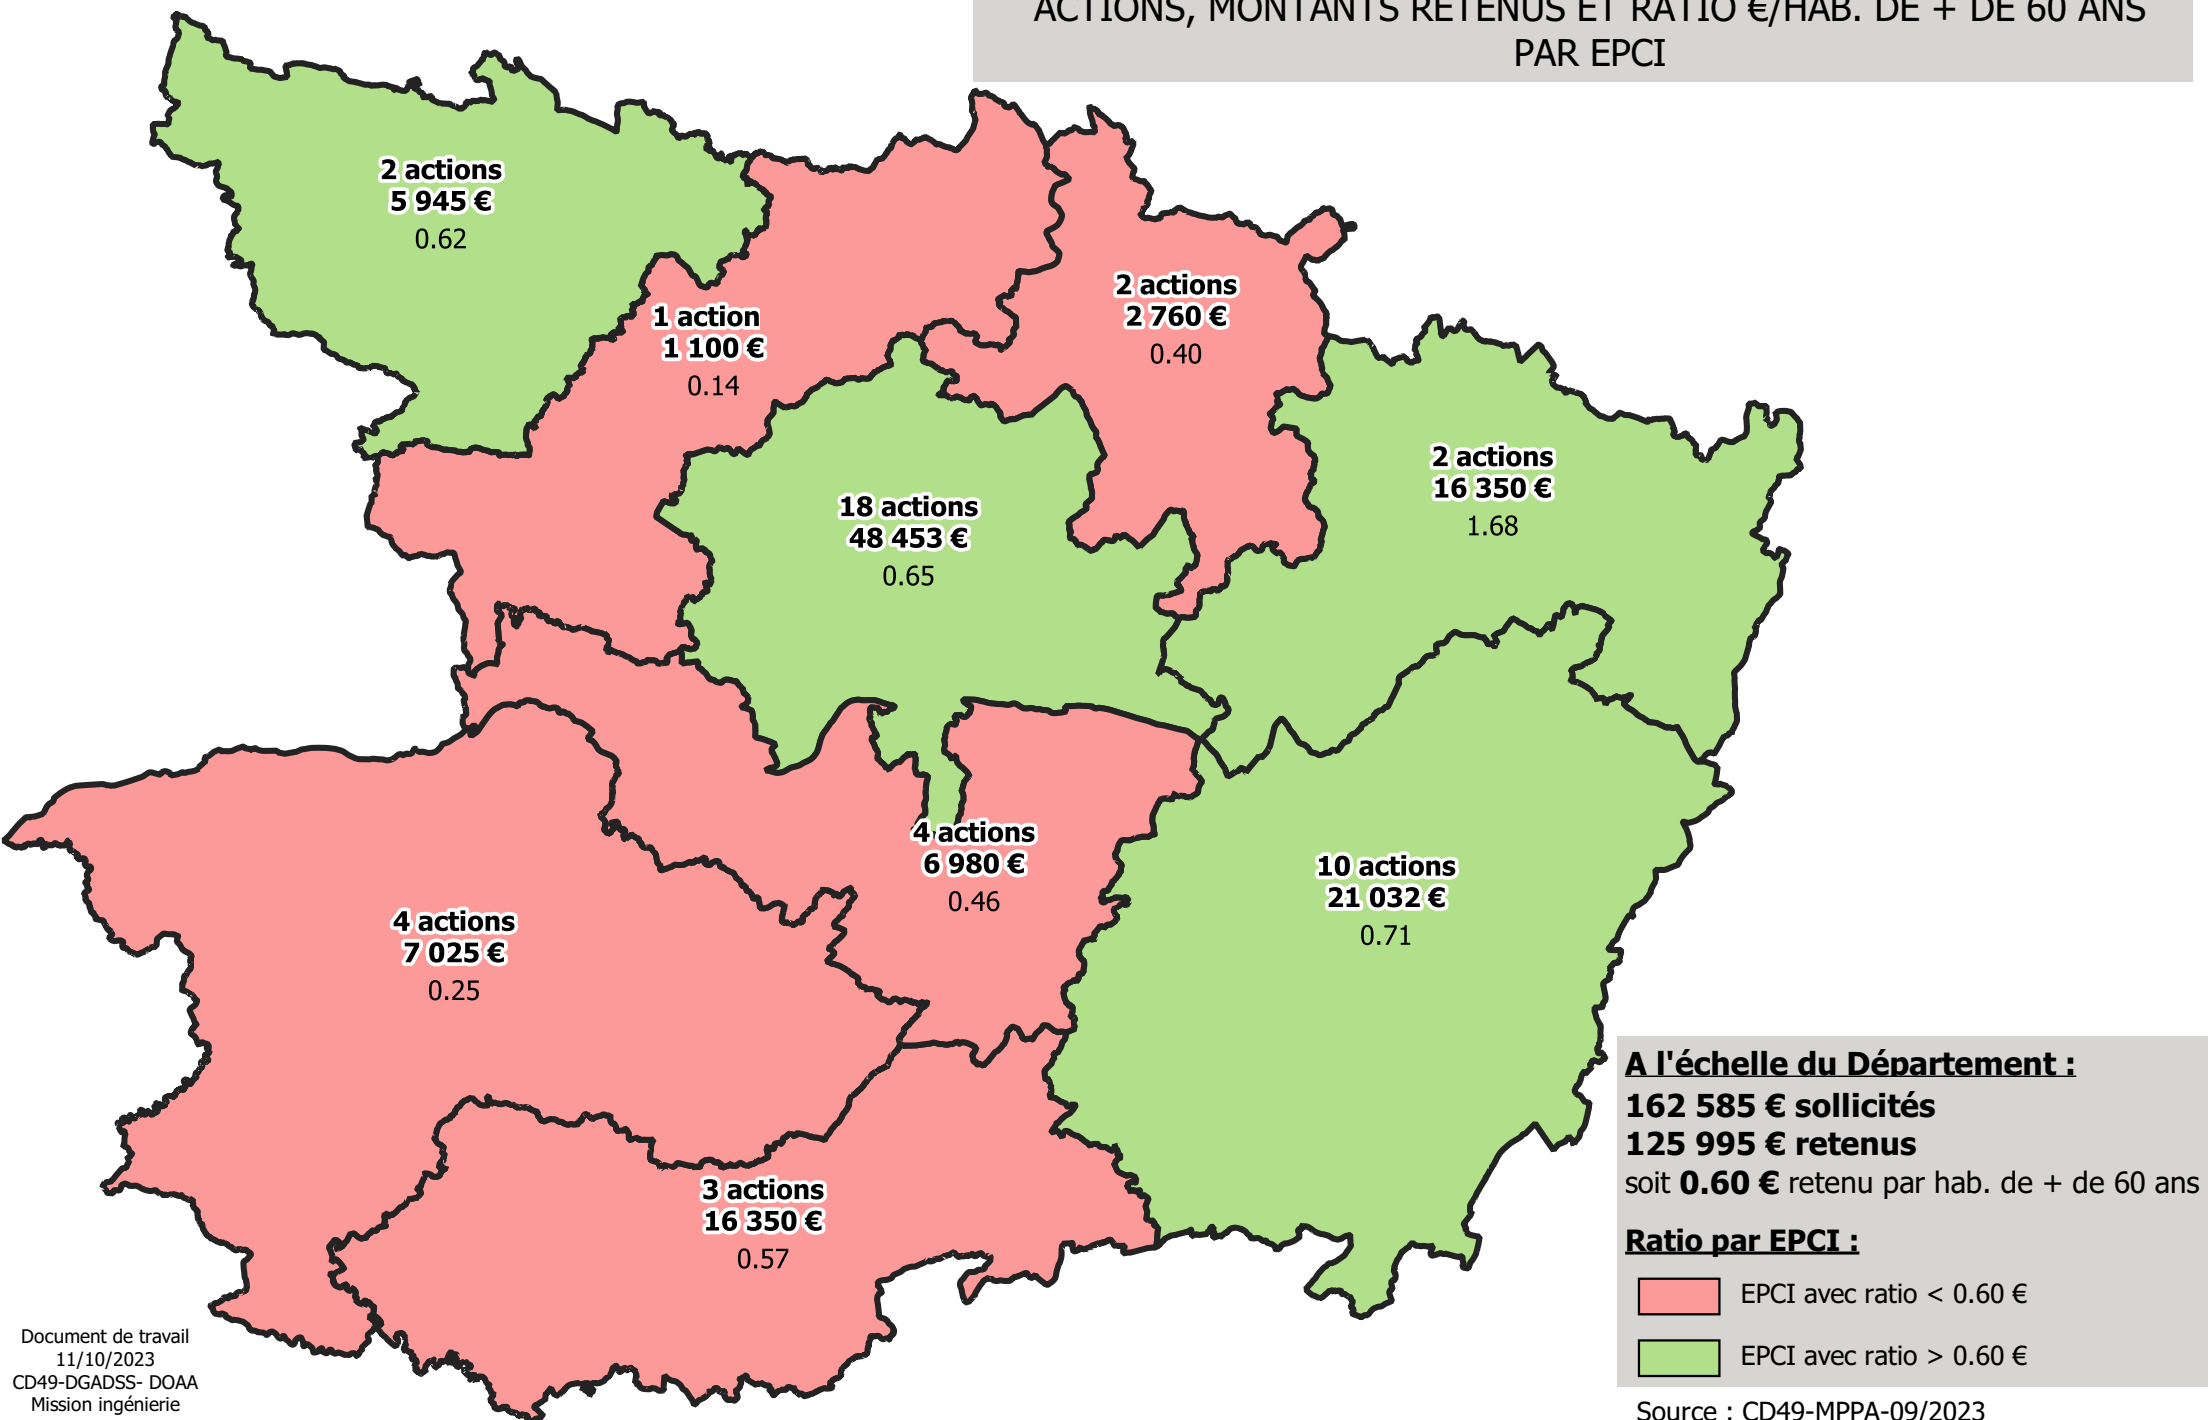 ACTIONS, MONTANTS RETENUS ET RATIO €/HAB. DE + DE 60 ANS
PAR EPCI
2 actions
5 945 €
0.62
1 action
1 100 €
0.14
2 actions
2 760 €
0.40
2 actions
16 350 €
1.68
18 actions
48 453 €
0.65
4 actions
6 980 €
0.46
10 actions
21 032 €
0.71
4 actions
7 025 €
0.25
3 actions
16 350 €
0.57
A l'échelle du Département :
162 585 € sollicités
125 995 € retenus
soit 0.60 € retenu par hab. de + de 60 ans
Ratio par EPCI :
EPCI avec ratio < 0.60 €
EPCI avec ratio > 0.60 €
Source : CD49-MPPA-09/2023
Document de travail
11/10/2023
CD49-DGADSS- DOAA
Mission ingénierie